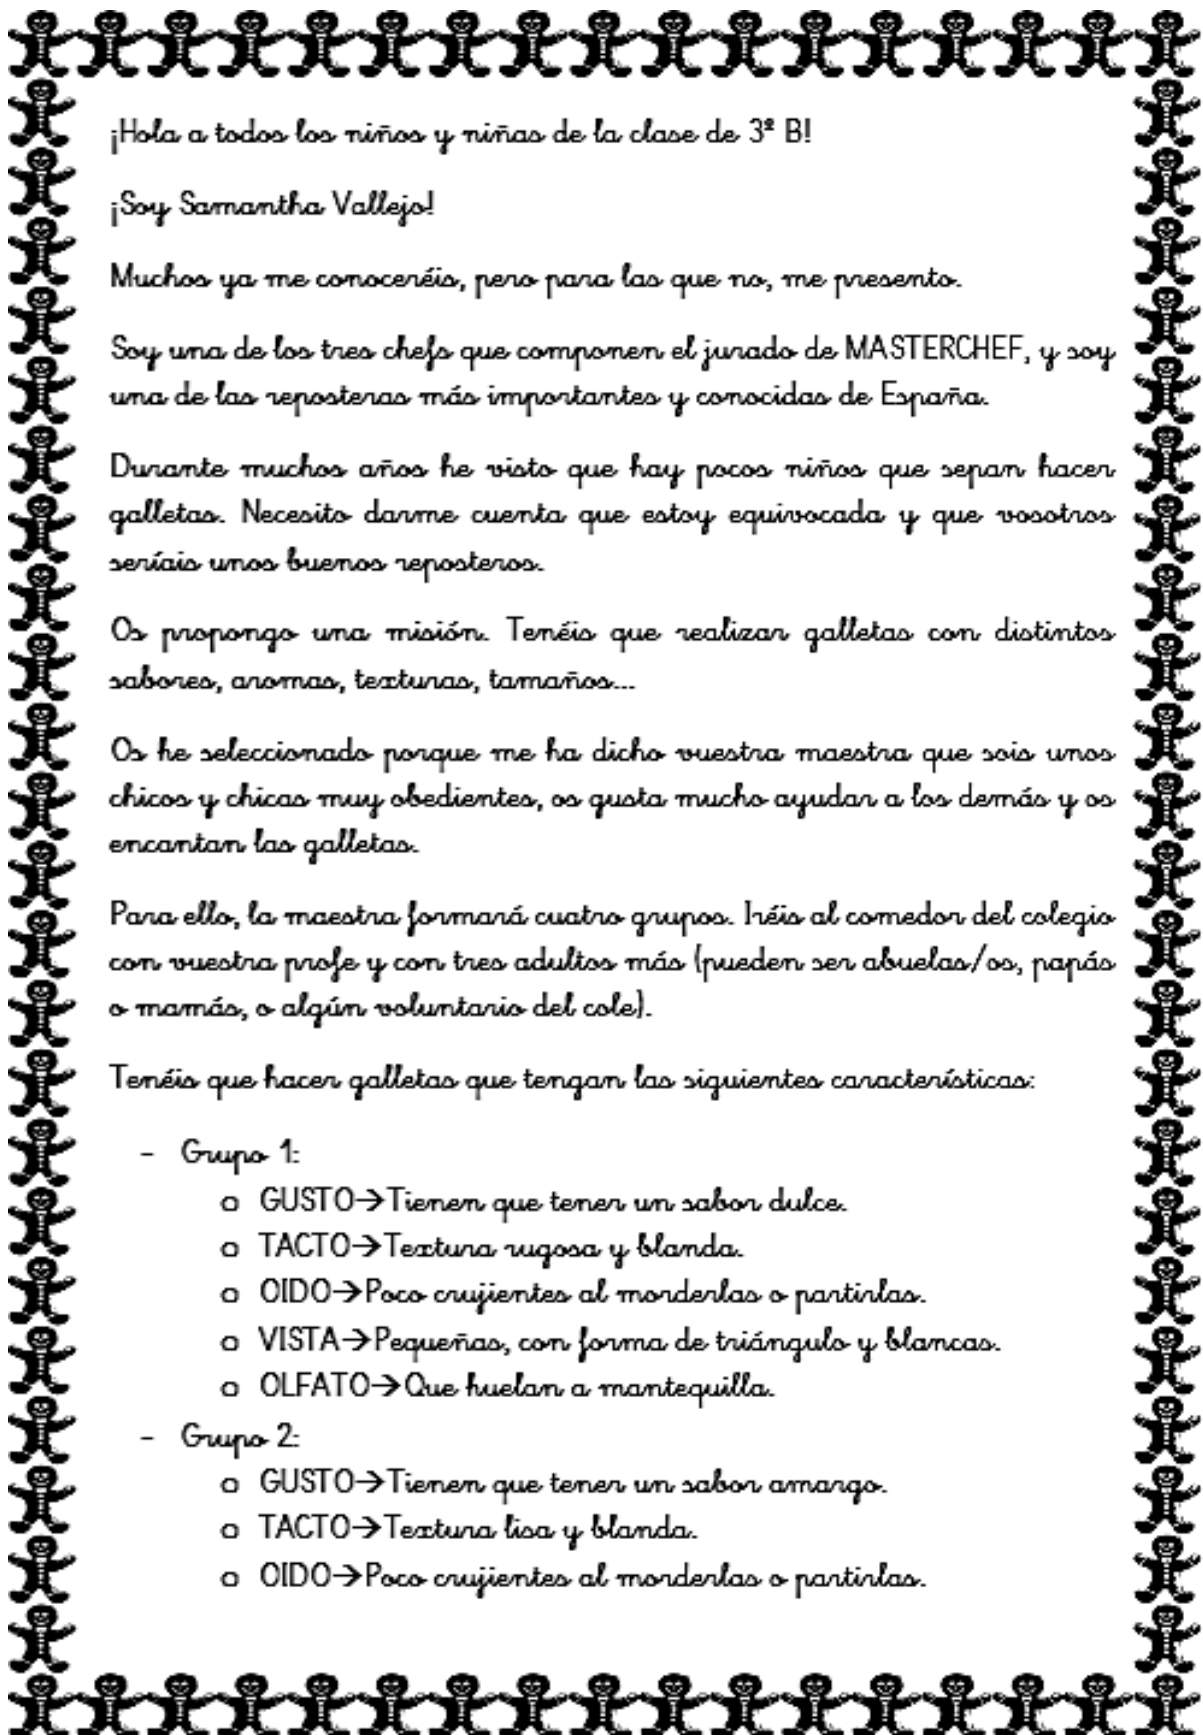 ¡Hola a todos los niños y niñas de la clase de 3º B!
¡Soy Samantha Vallejo!
Muchos ya me conoceréis, pero para las que no, me presento.
Soy una de los tres chefs que componen el jurado de MASTERCHEF, y soy
una de las reposteras más importantes y conocidas de España.
Durante muchos años he visto que hay pocos niños que sepan hacer
galletas. Necesito darme cuenta que estoy equivocada y que vosotros
seríais unos buenos reposteros.
Os propongo una misión. Tenéis que realizar galletas con distintos
sabores, aromas, texturas, tamaños...
Os he seleccionado porque me ha dicho vuestra maestra que sois unos
chicos y chicas muy obedientes, os gusta mucho ayudar a los demás y os
encantan las galletas.
Para ello, la maestra formará cuatro grupos. Iréis al comedor del colegio
con vuestra profe y con tres adultos más (pueden ser abuelas/os, papás
o mamás, o algún voluntario del cole).
Tenéis que hacer galletas que tengan las siguientes características:
- Grupo 1:
o GUSTO→Tienen que tener un sabor dulce.
o TACTO→Textura rugosa y blanda.
o OIDO→Poco crujientes al morderlas o partirlas.
o VISTA→Pequeñas, con forma de triángulo y blancas.
o OLFATO→Que huelan a mantequilla.
- Grupo 2:
o GUSTO→Tienen que tener un sabor amargo.
o TACTO→Textura lisa y blanda.
o OIDO→Poco crujientes al morderlas o partirlas.